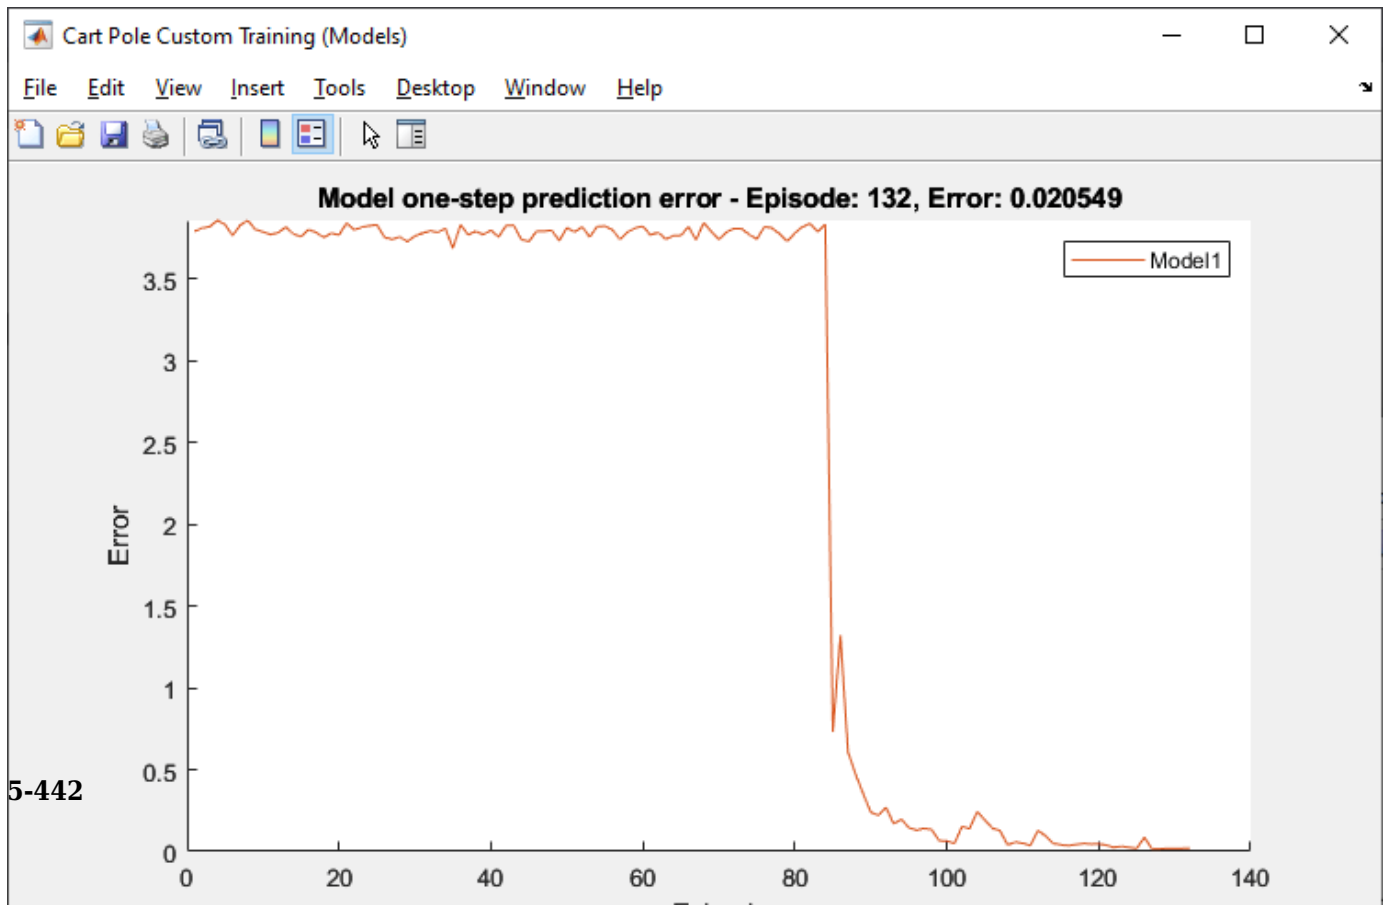 Cart Pole Custom Training (Models)
File Edit View Insert Tools Desktop Window Help
Model one-step prediction error - Episode: 132, Error: 0.020549
Model1
3.5
3
2.5
2
1.5
1
0.5
0
Error
5-442
0 20 40 60 80 100 120 140